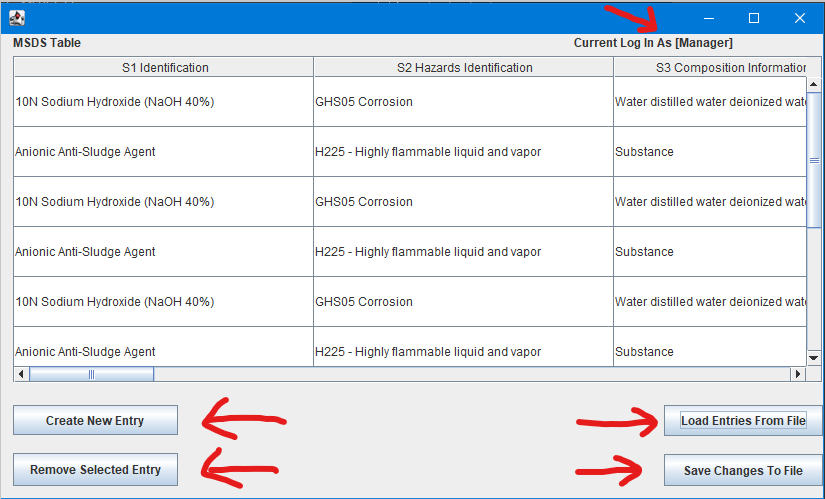 MSDS Table Current Log In As [Manager]
S1 Identification S2 Hazards Identification S3 Composition Information
10N Sodium Hydroxide (NaOH 40%) GHS05 Corrosion Water distilled water deionized wat
Anionic Anti-Sludge Agent H225 - Highly flammable liquid and vapor Substance
10N Sodium Hydroxide (NaOH 40%) GHS05 Corrosion Water distilled water deionized wat
Anionic Anti-Sludge Agent H225 - Highly flammable liquid and vapor Substance
10N Sodium Hydroxide (NaOH 40%) GHS05 Corrosion Water distilled water deionized wat
Anionic Anti-Sludge Agent H225 - Highly flammable liquid and vapor Substance
Create New Entry Load Entries From File
Remove Selected Entry Save Changes To File